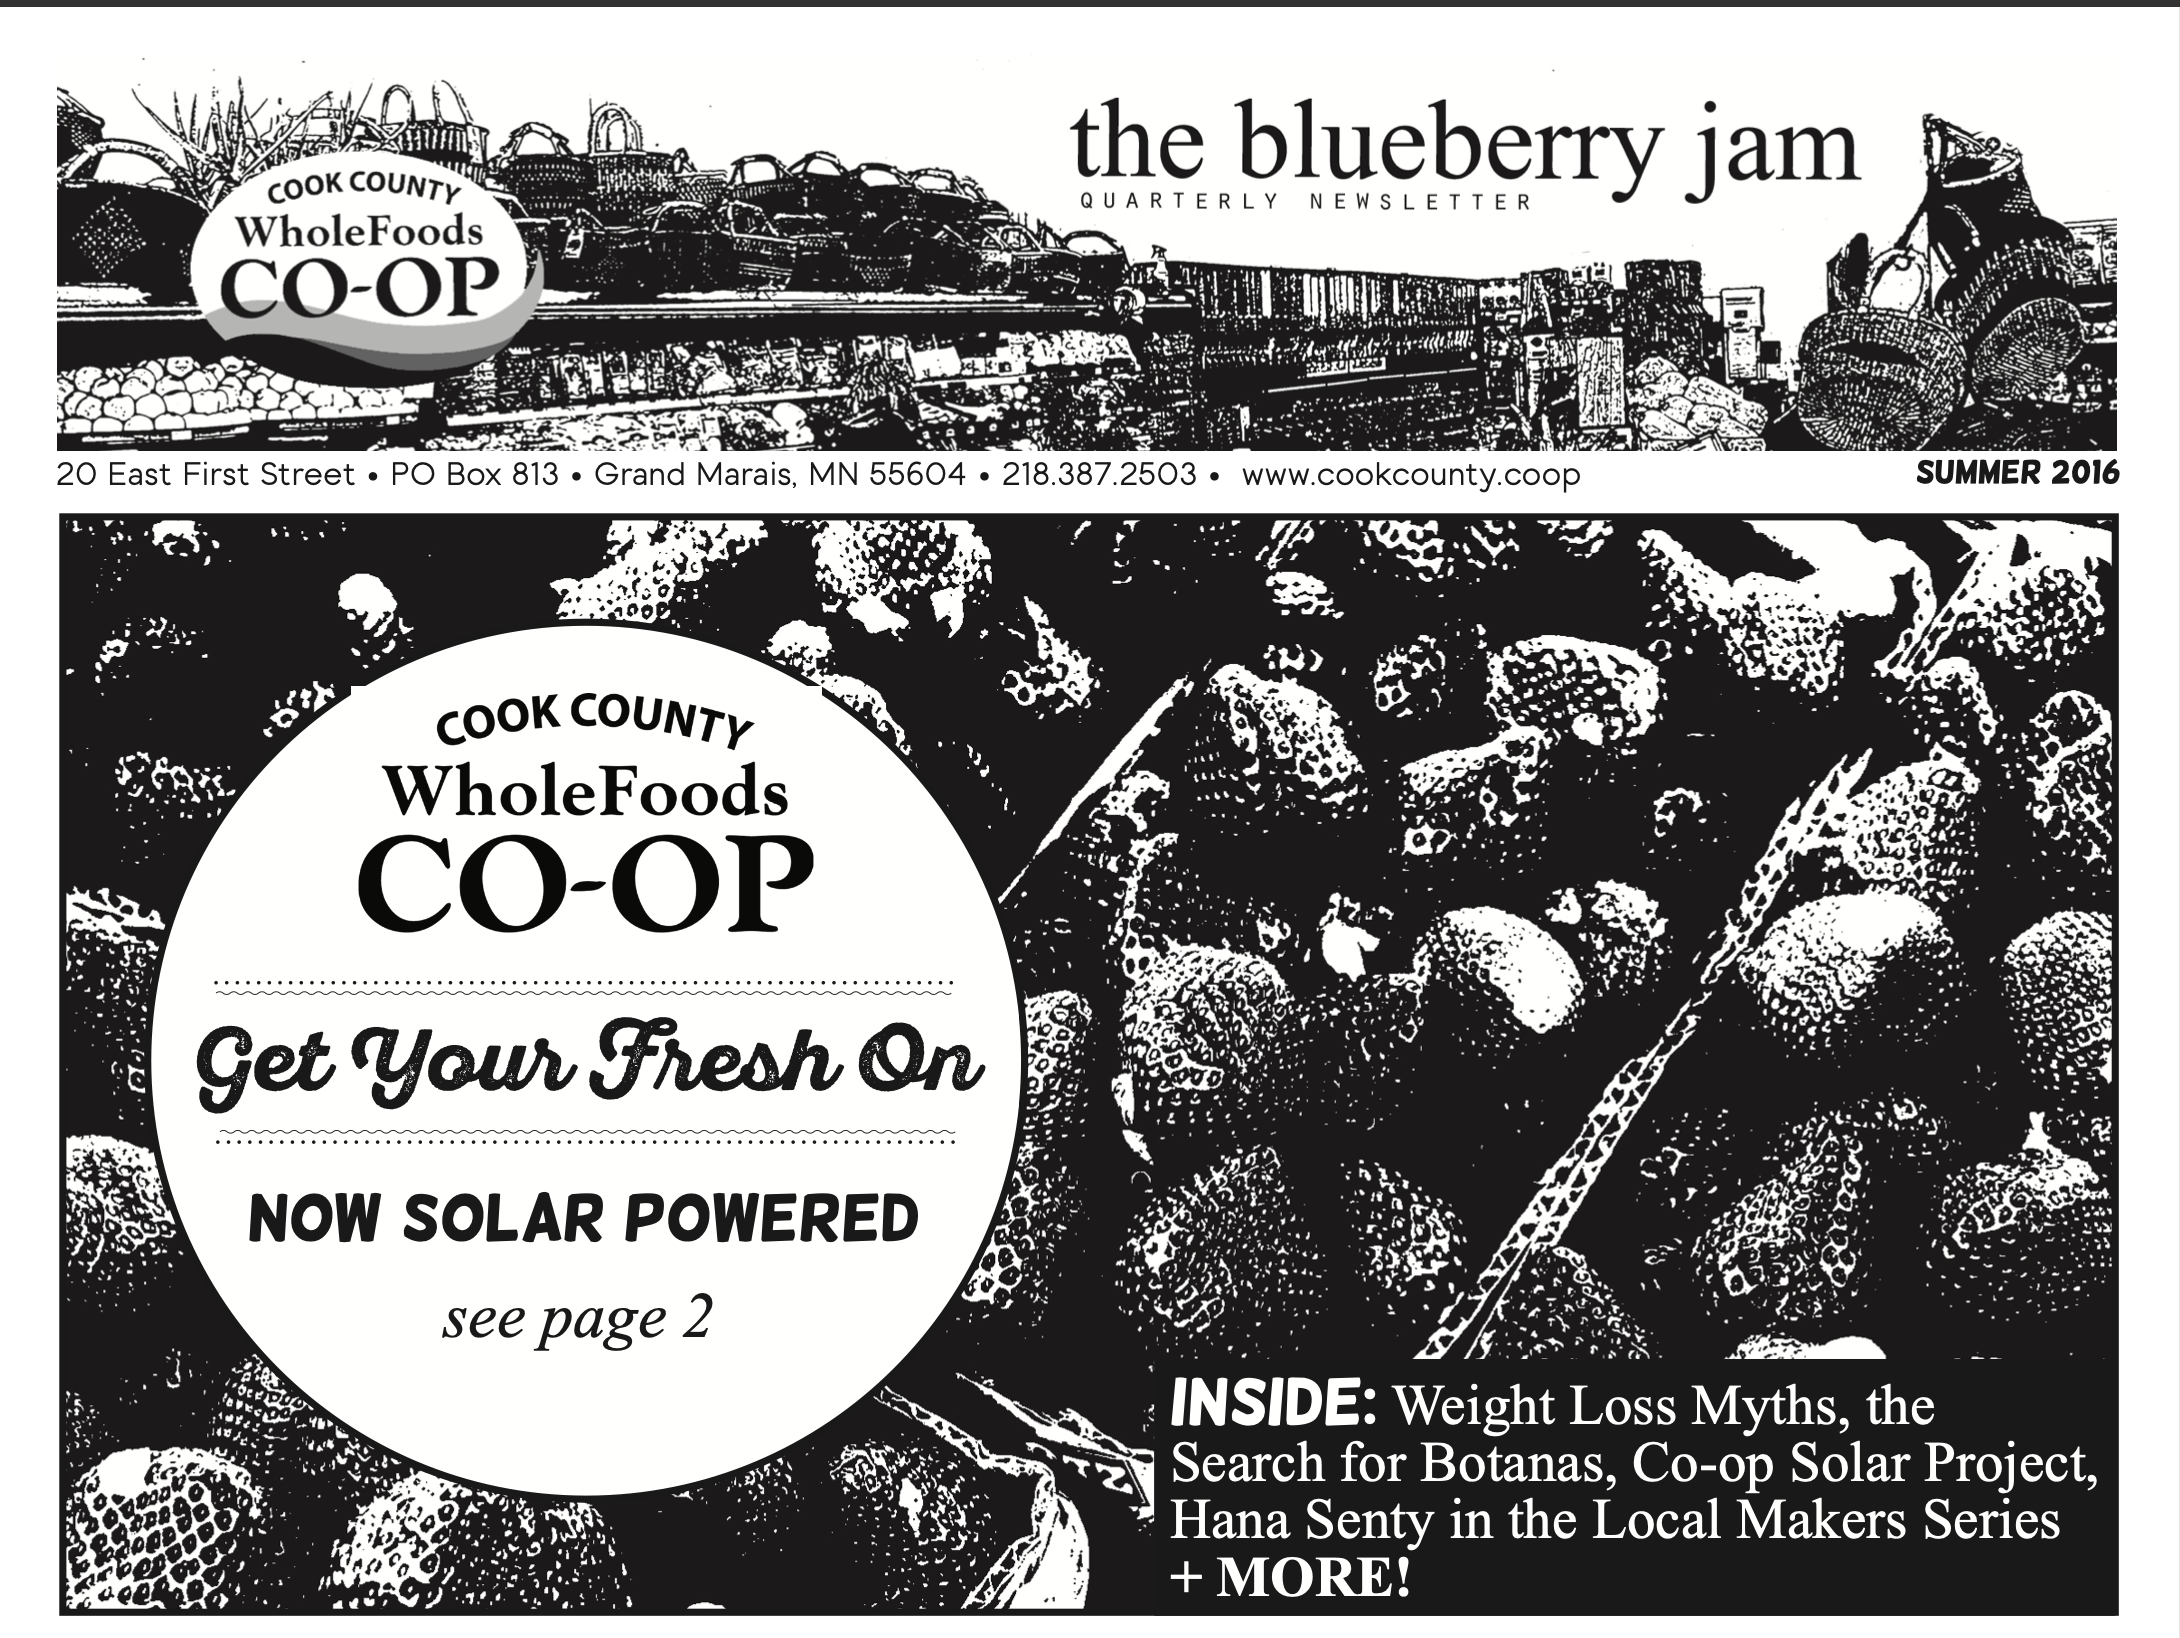 the blueberry jam
QUARTERLY NEWSLETTER
COOK COUNTY
WholeFoods
CO-OP
20 East First Street • PO Box 813 • Grand Marais, MN 55604 • 218.387.2503 • www.cookcounty.coop
SUMMER 2016
COOK COUNTY
WholeFoods
CO-OP
Get Your Fresh On
NOW SOLAR POWERED
see page 2
INSIDE: Weight Loss Myths, the
Search for Botanas, Co-op Solar Project,
Hana Senty in the Local Makers Series
+ MORE!